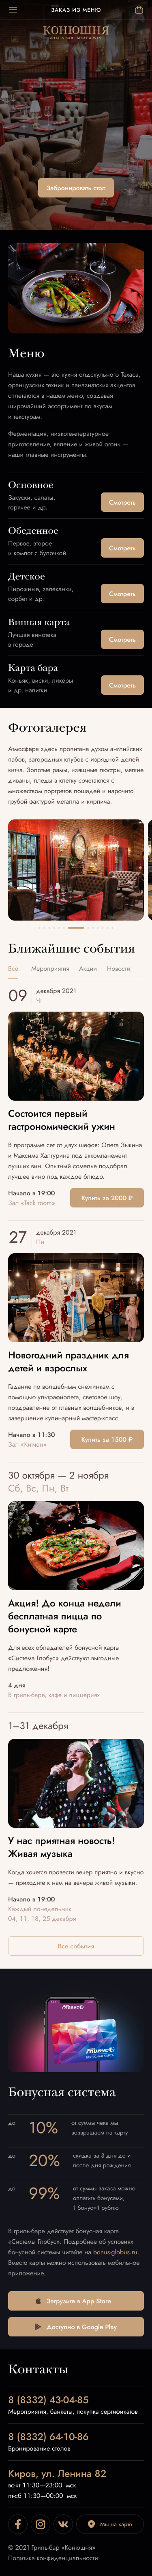 ЗАКАЗ ИЗ МЕНЮ
КОНЮШНЯ
ГРИЛЬ & БАР · МЯСО & ВИНО
Забронировать стол
Меню
Наша кухня — это кухня
Техаса,
французских техник и паназиатских акцентов
сплетаются в нашем меню, создавая
широчайший ассортимент по вкусам
и текстурам.
Ферментация, низкотемпературное
приготовление, вяление и живой огонь —
наши главные инструменты.
Основное
Закуски, салаты,
горячее и др.
Смотреть
Обеденное
Первое, второе
и компот с булочкой
Смотреть
Детское
Пирожные, запеканки,
сорбет и др.
Смотреть
Винная карта
Лучшая винотека
в городе
Смотреть
Карта бара
Коньяк, виски, ликёры
и др. напитки
Смотреть
Фотогалерея
Атмосфера здесь пропитана духом английских
пабов, загородных клубов с изрядной долей
китча. Золотые рамы, изящные люстры, мягкие
диваны, пледы в клетку сочетаются с
множеством портретов лошадей и нарочито
грубой фактурой металла и кирпича.
Ближайшие события
Все Мероприятия Акции Новости
09 декабря 2021
Чт
Состоится первый
гастрономический ужин
В программе сет от двух шефов: Олега Зыкина
и Максима Халтурина под аккомпанемент
лучших вин. Опытный сомелье подобрал
лучшее вино под каждое блюдо.
Начало в 19:00
Зал «Tack room»
Купить за 2000 ₽
27 декабря 2021
Пн
Новогодний праздник для
детей и взрослых
Гадание по волшебным снежинкам с
помощью ультрафиолета, световое шоу,
поздравление от главных волшебников, и в
завершение кулинарный мастер-класс.
Начало в 11:30
Зал «Китчен»
Купить за 1500 ₽
30 октября — 2 ноября
Сб, Вс, Пн, Вт
Акция! До конца недели
бесплатная пицца по
бонусной карте
Для всех обладателей бонусной карты
«Система Глобус» действуют выгодные
предложения!
4 дня
В гриль-баре, кафе и пиццериях
1–31 декабря
У нас приятная новость!
Живая музыка
Когда хочется провести вечер приятно и вкусно
— приходите к нам на вечера живой музыки.
Начало в 19:00
Каждый понедельник
04, 11, 18, 25 декабря
Все события
Глобус
Глобус
Бонусная система
до 10% от суммы чека мы
возвращаем на карту
до 20% скидка за 3 дня до и
после дня рождения
до 99% от суммы заказа можно
оплатить бонусами,
1 бонус=1 рублю
В гриль-баре действует бонусная карта
«Системы Глобус». Подробнее об условиях
бонусной системы читайте на bonus-globus.ru.
Вместо карты можно использовать мобильное
приложение.
Загрузите в App Store
Доступно в Google Play
Контакты
8 (8332) 43-04-85
Мероприятия, банкеты, покупка сертификатов
8 (8332) 64-10-86
Бронирование столов
Киров, ул. Ленина 82
вс-чт 11:30—23:00 мск
пт-сб 11:30—00:00 мск
Мы на карте
© 2021 Гриль-бар «Конюшня»
Политика конфиденциальности